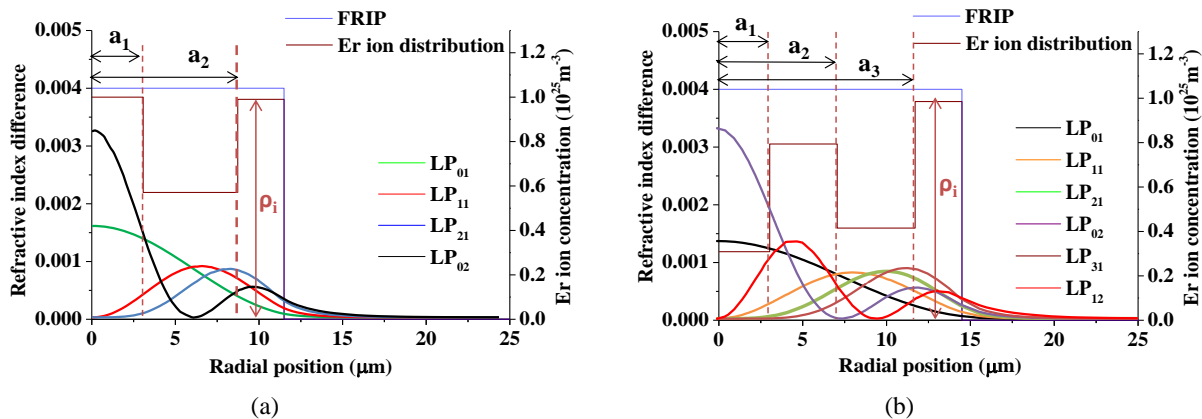 0.005
0.004
0.003
0.002
0.001
0.000
Refractive index difference
0 5 10 15 20 25
Radial position (μm)
1.2
1.0
0.8
0.6
0.4
0.2
0.0
Er ion concentration (10²⁵m⁻³)
FRIP
Er ion distribution
a₁
a₂
ρᵢ
LP₀₁
LP₁₁
LP₂₁
LP₀₂
(a)
0.005
0.004
0.003
0.002
0.001
0.000
Refractive index difference
0 5 10 15 20 25
Radial position (μm)
1.2
1.0
0.8
0.6
0.4
0.2
0.0
Er ion concentration (10²⁵m⁻³)
FRIP
Er ion distribution
a₁
a₂
a₃
ρᵢ
LP₀₁
LP₁₁
LP₂₁
LP₀₂
LP₃₁
LP₁₂
(b)